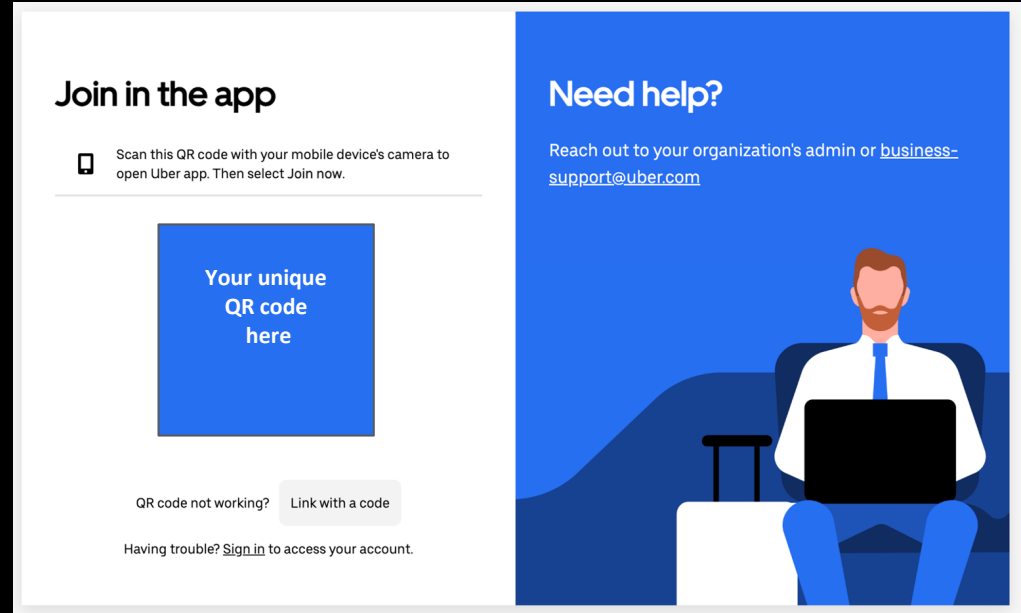 Join in the app
Scan this QR code with your mobile device's camera to
open Uber app. Then select Join now.
Your unique
QR code
here
QR code not working?
Link with a code
Having trouble? Sign in to access your account.
Need help?
Reach out to your organization's admin or business-
support@uber.com